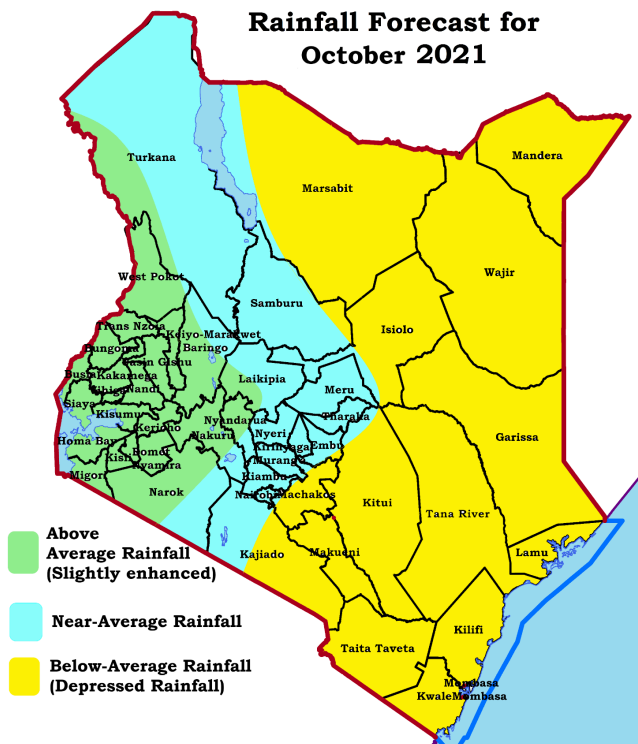 Rainfall Forecast for
October 2021
Mandera
Turkana
Marsabit
Wajir
West Pokot
Samburu
Isiolo
Trans Nzoia
Keiyo-Marakwet
Bungoma
Baringo
Uasin Gishu
Busia
Kakamega
Laikipia
Vihiga
Nandi
Meru
Siaya
Kisumu
Tharaka
Nyandarua
Kericho
Nakuru
Nyeri
Garissa
Homa Bay
Kirinyaga
Embu
Bomet
Kisii
Muranga
Nyamira
Migori
Kiambu
Narok
Nairobi
Machakos
Kitui
Tana River
Above
Average Rainfall
(Slightly enhanced)
Kajiado
Makueni
Lamu
Near-Average Rainfall
Kilifi
Taita Taveta
Below-Average Rainfall
(Depressed Rainfall)
Mombasa
Kwale
Mombasa